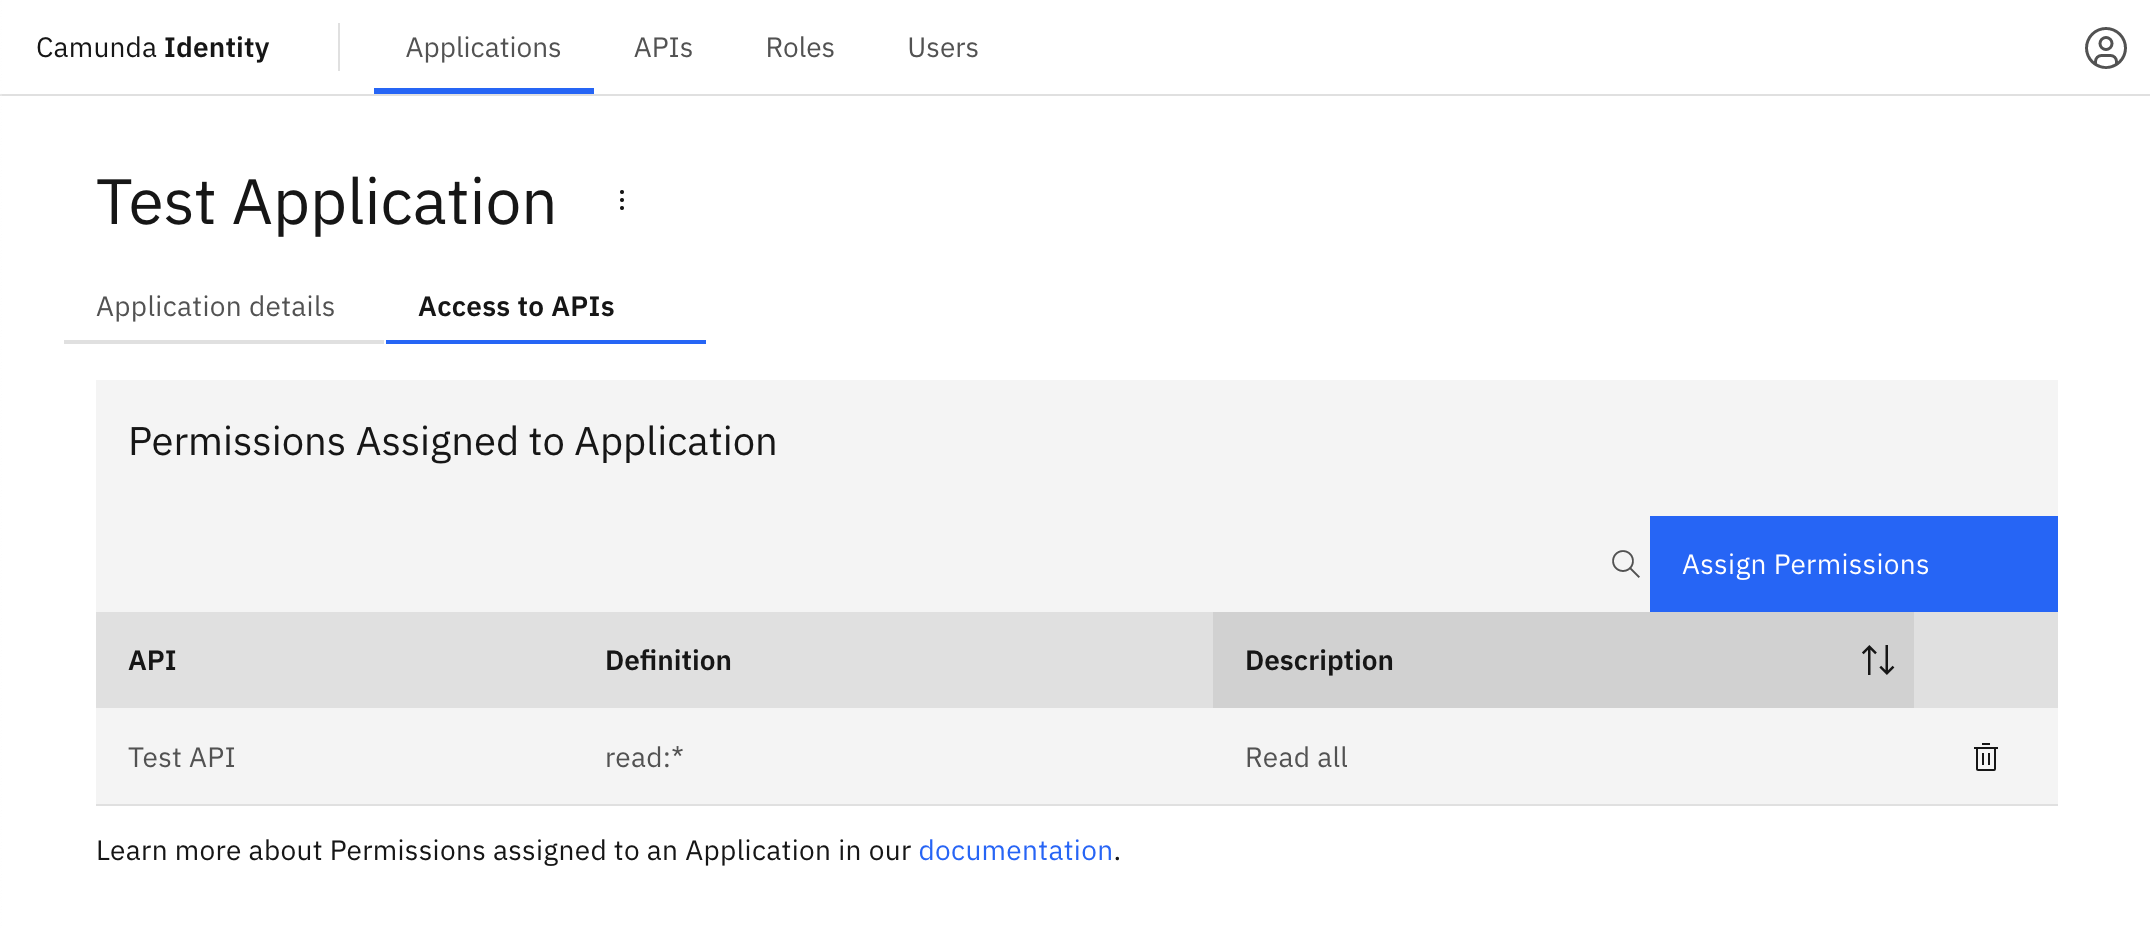 Camunda Identity Applications APIs Roles Users
Test Application
Application details Access to APIs
Permissions Assigned to Application
Assign Permissions
API Definition Description
Test API read:* Read all
Learn more about Permissions assigned to an Application in our documentation.